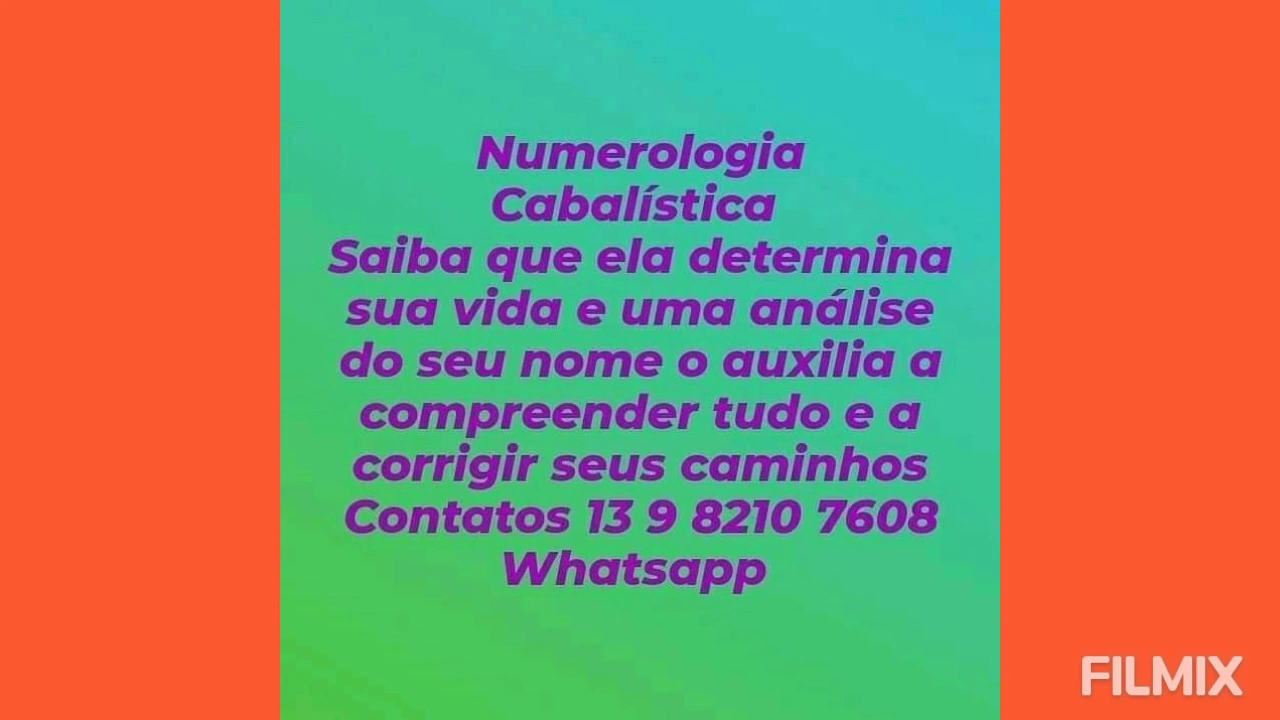 Numerologia
Cabalística
Saiba que ela determina
sua vida e uma análise
do seu nome o auxilia a
compreender tudo e a
corrigir seus caminhos
Contatos 13 9 8210 7608
Whatsapp
FILMIX